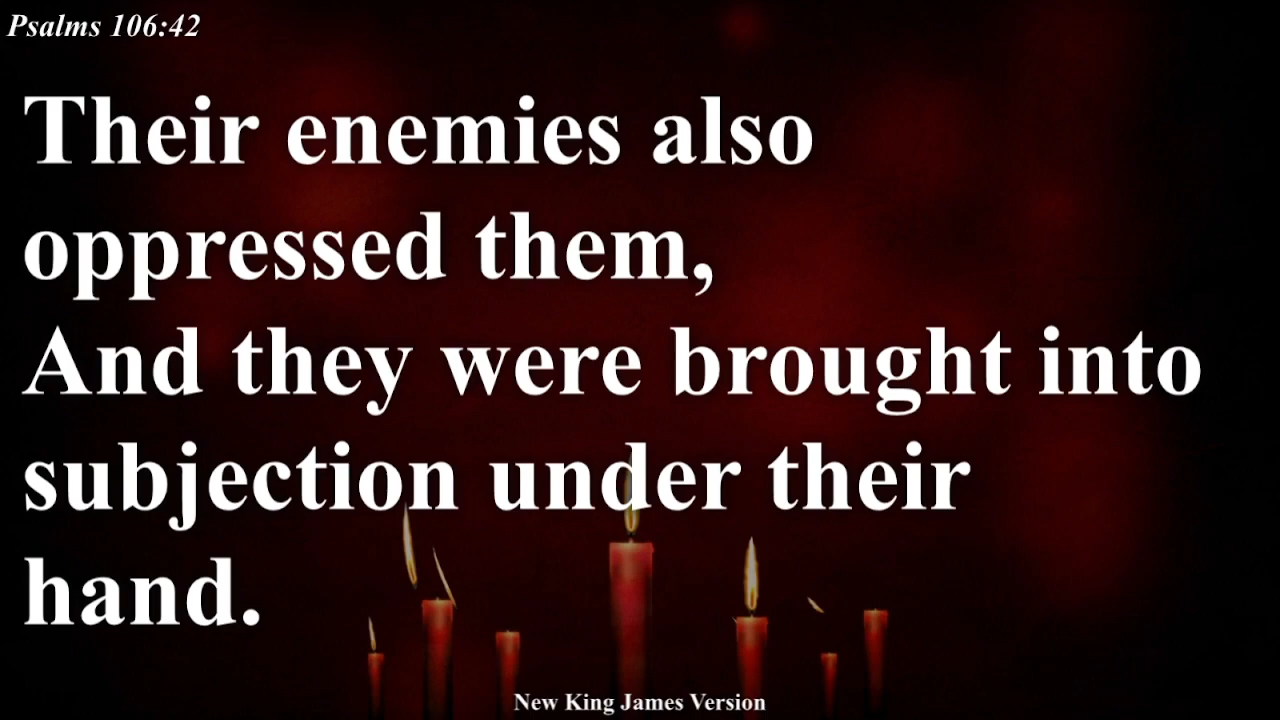 Psalms 106:42
Their enemies also
oppressed them,
And they were brought into
subjection under their
hand.
New King James Version